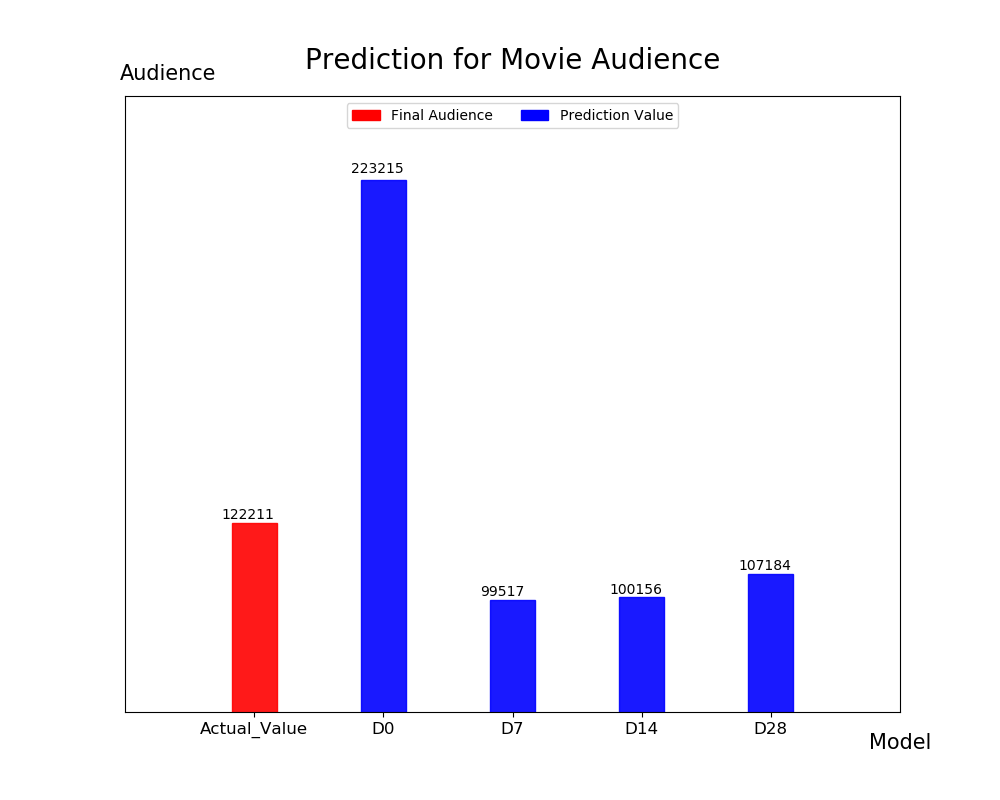 Prediction for Movie Audience
Audience
Final Audience Prediction Value
223215
122211
107184
100156
99517
Actual_Value D0 D7 D14 D28
Model